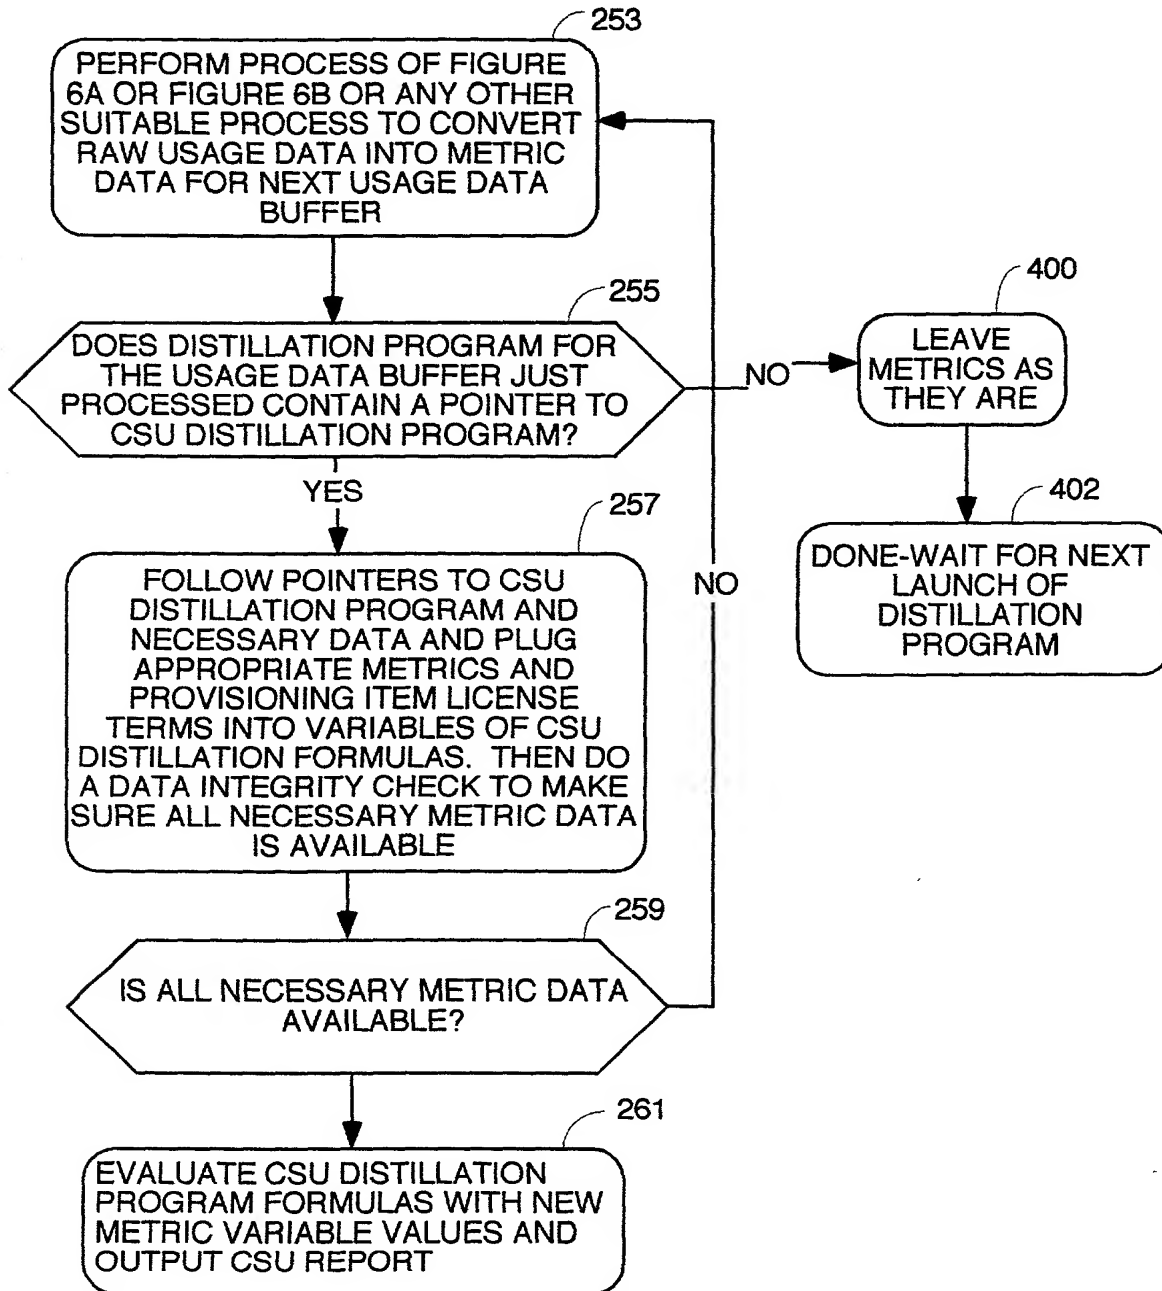 253
PERFORM PROCESS OF FIGURE
6A OR FIGURE 6B OR ANY OTHER
SUITABLE PROCESS TO CONVERT
RAW USAGE DATA INTO METRIC
DATA FOR NEXT USAGE DATA
BUFFER
255
DOES DISTILLATION PROGRAM FOR
THE USAGE DATA BUFFER JUST
PROCESSED CONTAIN A POINTER TO
CSU DISTILLATION PROGRAM?
NO
400
LEAVE
METRICS AS
THEY ARE
402
DONE-WAIT FOR NEXT
LAUNCH OF
DISTILLATION
PROGRAM
YES
257
FOLLOW POINTERS TO CSU
DISTILLATION PROGRAM AND
NECESSARY DATA AND PLUG
APPROPRIATE METRICS AND
PROVISIONING ITEM LICENSE
TERMS INTO VARIABLES OF CSU
DISTILLATION FORMULAS. THEN DO
A DATA INTEGRITY CHECK TO MAKE
SURE ALL NECESSARY METRIC DATA
IS AVAILABLE
NO
259
IS ALL NECESSARY METRIC DATA
AVAILABLE?
261
EVALUATE CSU DISTILLATION
PROGRAM FORMULAS WITH NEW
METRIC VARIABLE VALUES AND
OUTPUT CSU REPORT